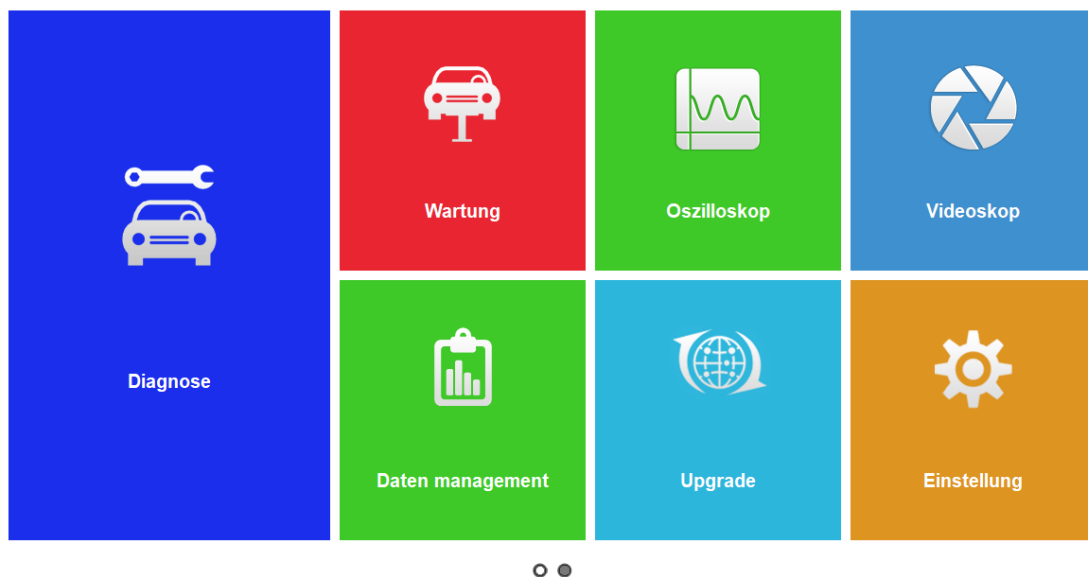 Diagnose
Wartung
Oszilloskop
Videoskop
Daten management
Upgrade
Einstellung